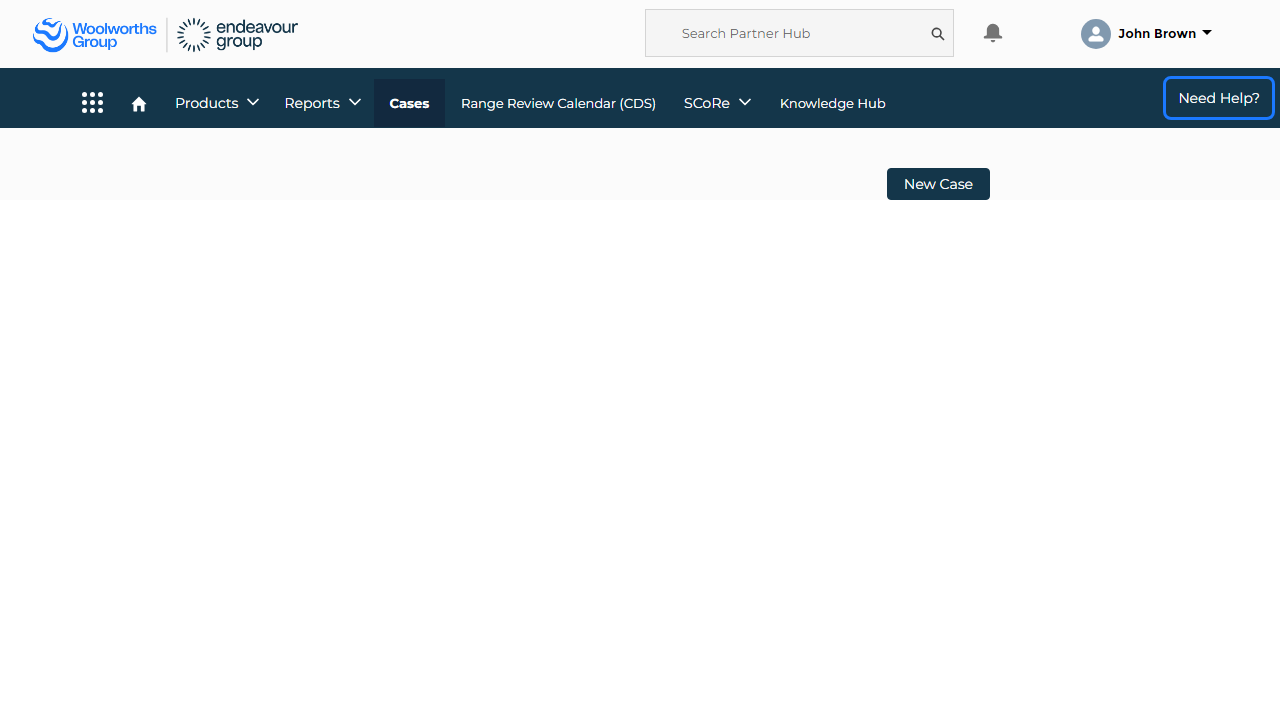 Woolworths Group
endeavour group
Search Partner Hub
John Brown
Products
Reports
Cases
Range Review Calendar (CDS)
SCoRe
Knowledge Hub
Need Help?
New Case